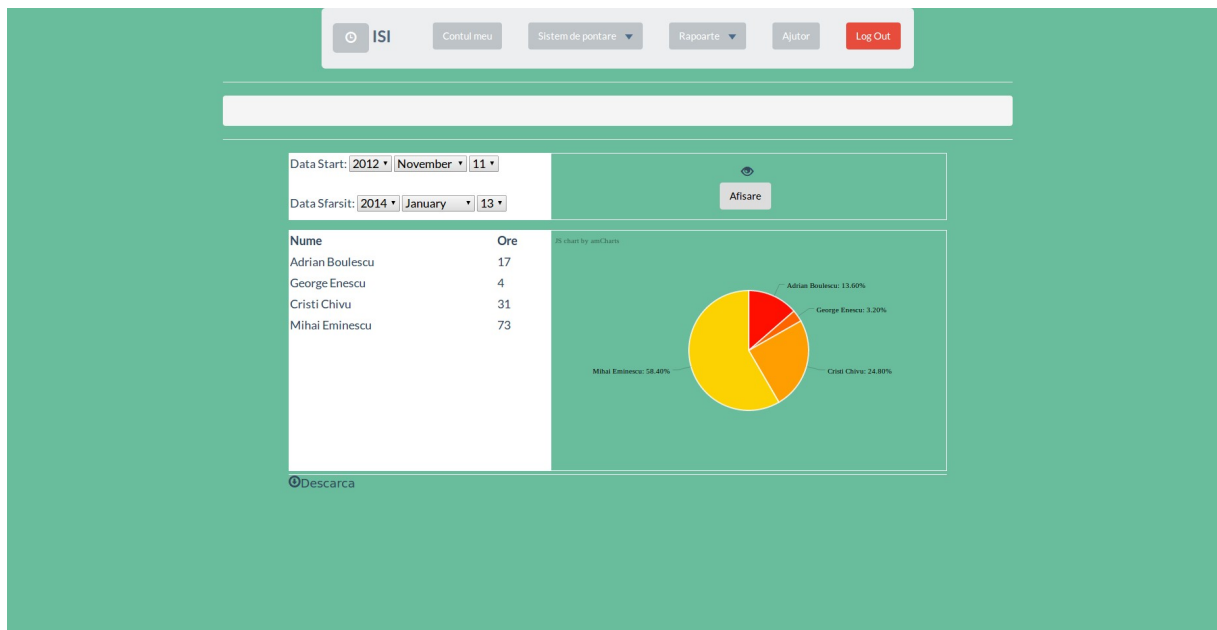 ISI Contul meu Sistem de pontare Rapoarte Ajutor Log Out
Data Start: 2012 November 11
Afisare
Data Sfarsit: 2014 January 13
Nume Ore
Adrian Boulescu 17
George Enescu 4
Cristi Chivu 31
Mihai Eminescu 73
JS chart by amCharts
Adrian Boulescu: 13.60%
George Enescu: 3.20%
Mihai Eminescu: 58.40%
Cristi Chivu: 24.80%
Descarca